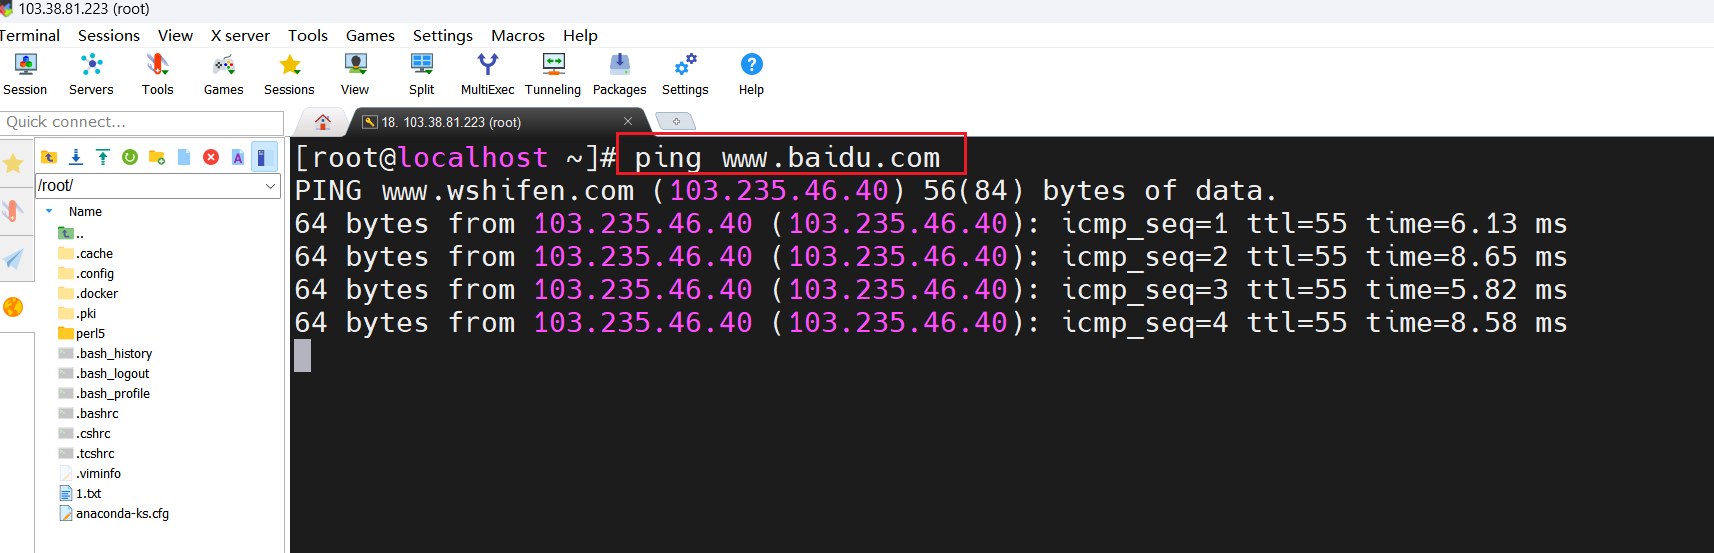 103.38.81.223 (root)
Terminal Sessions View X server Tools Games Settings Macros Help
Session Servers Tools Games Sessions View Split MultiExec Tunneling Packages Settings Help
Quick connect...
18. 103.38.81.223 (root)
/root/
Name
..
.cache
.config
.docker
.pki
perl5
.bash_history
.bash_logout
.bash_profile
.bashrc
.cshrc
.tcshrc
.viminfo
1.txt
anaconda-ks.cfg
[root@localhost ~]# ping www.baidu.com
PING www.wshifen.com (103.235.46.40) 56(84) bytes of data.
64 bytes from 103.235.46.40 (103.235.46.40): icmp_seq=1 ttl=55 time=6.13 ms
64 bytes from 103.235.46.40 (103.235.46.40): icmp_seq=2 ttl=55 time=8.65 ms
64 bytes from 103.235.46.40 (103.235.46.40): icmp_seq=3 ttl=55 time=5.82 ms
64 bytes from 103.235.46.40 (103.235.46.40): icmp_seq=4 ttl=55 time=8.58 ms